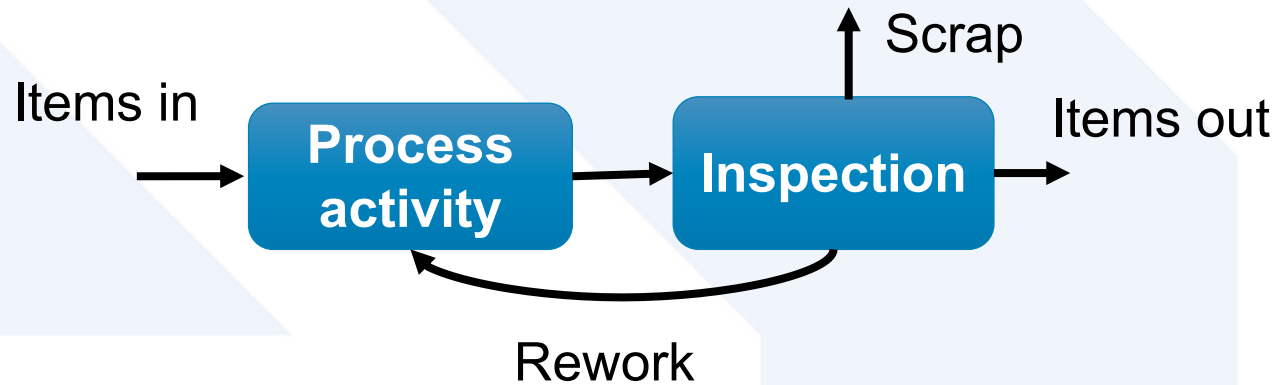 Scrap
Items in
Items out
Process
activity
Inspection
Rework